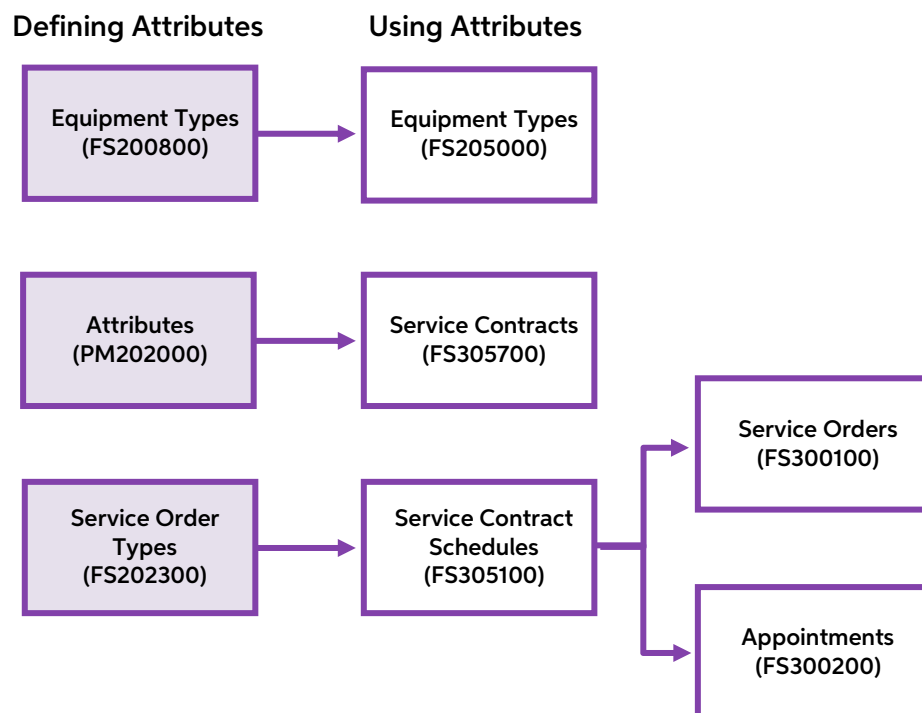 Defining Attributes
Using Attributes
Equipment Types
(FS200800)
Equipment Types
(FS205000)
Attributes
(PM202000)
Service Contracts
(FS305700)
Service Orders
(FS300100)
Service Order
Types
(FS202300)
Service Contract
Schedules
(FS305100)
Appointments
(FS300200)